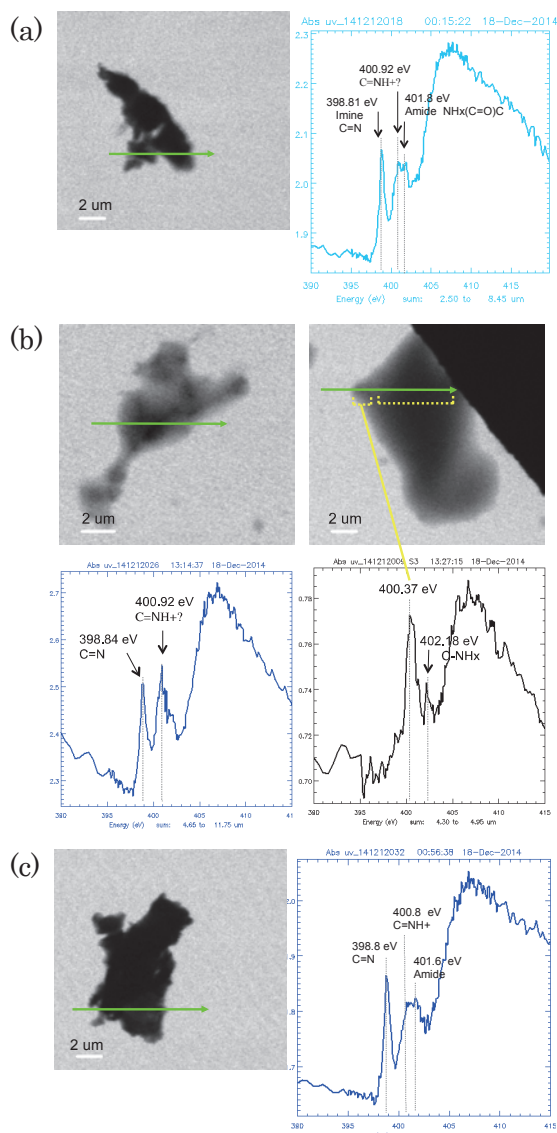 (a)
2 um
Abs uv_141212018 00:15:22 18-Dec-2014
400.92 eV
C=NH+?
398.81 eV
Imine
C=N
401.8 eV
Amide NHx(C=O)C
2.3
2.2
2.1
2.0
1.9
390 395 400 405 410 415
Energy (eV) sum: 2.50 to 8.45 um
(b)
2 um
2 um
Abs uv_141212026 13:14:37 18-Dec-2014
400.92 eV
C=NH+?
398.84 eV
C=N
2.7
2.6
2.5
2.4
2.3
390 395 400 405 410 41
Energy (eV) sum: 4.65 to 11.75 um
Abs uv_141212009_S3 13:27:15 18-Dec-2014
400.37 eV
402.18 eV
C-NHx
0.78
0.76
0.74
0.72
0.70
390 395 400 405 410 415
Energy (eV) sum: 4.30 to 4.95 um
(c)
2 um
Abs uv_141212032 00:56:38 18-Dec-2014
400.8 eV
C=NH+
398.8 eV
C=N
401.6 eV
Amide
.0
.9
.8
.7
390 395 400 405 410 415